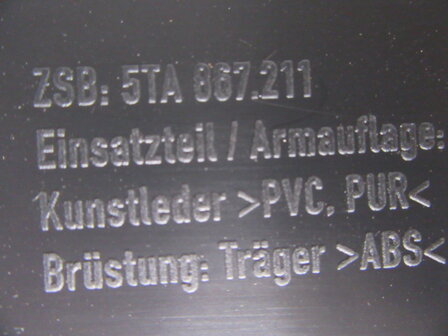 ZSB: 5TA 867.211
Einsatzteil / Armauflage:
Kunstleder >PVC, PUR<
Brüstung: Träger >ABS<